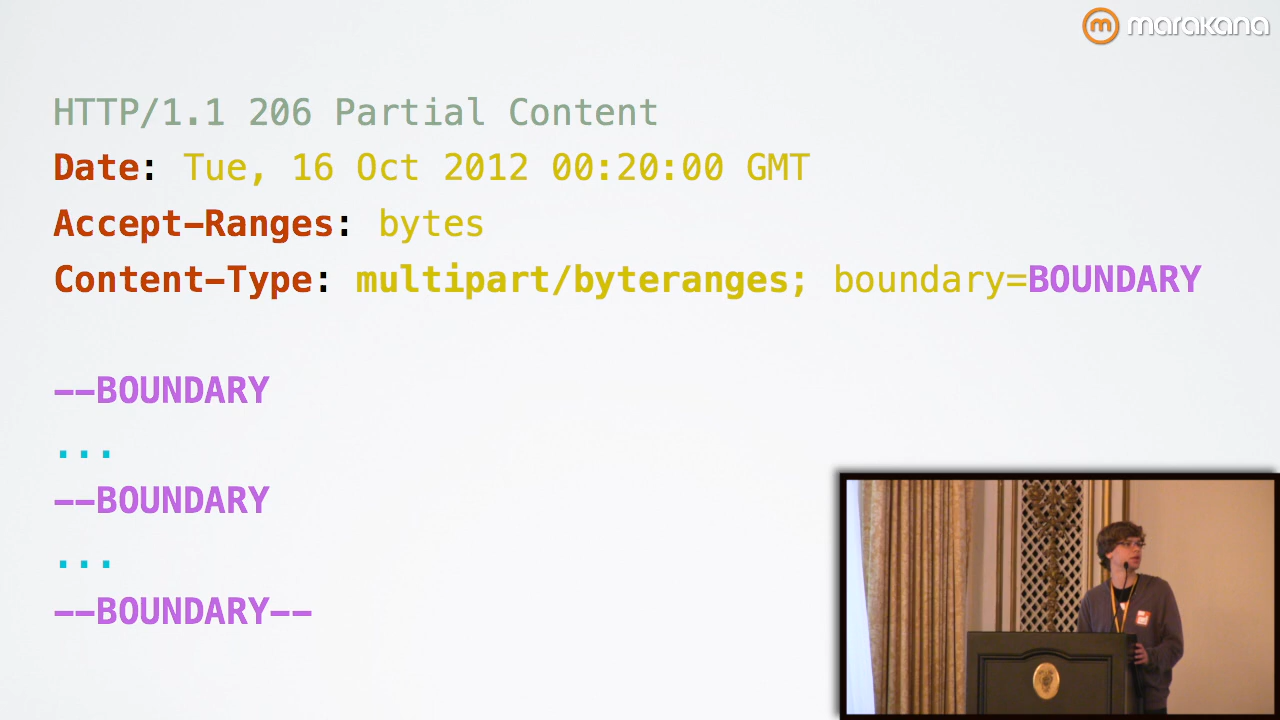 marakana
HTTP/1.1 206 Partial Content
Date: Tue, 16 Oct 2012 00:20:00 GMT
Accept-Ranges: bytes
Content-Type: multipart/byteranges; boundary=BOUNDARY
--BOUNDARY
...
--BOUNDARY
...
--BOUNDARY--